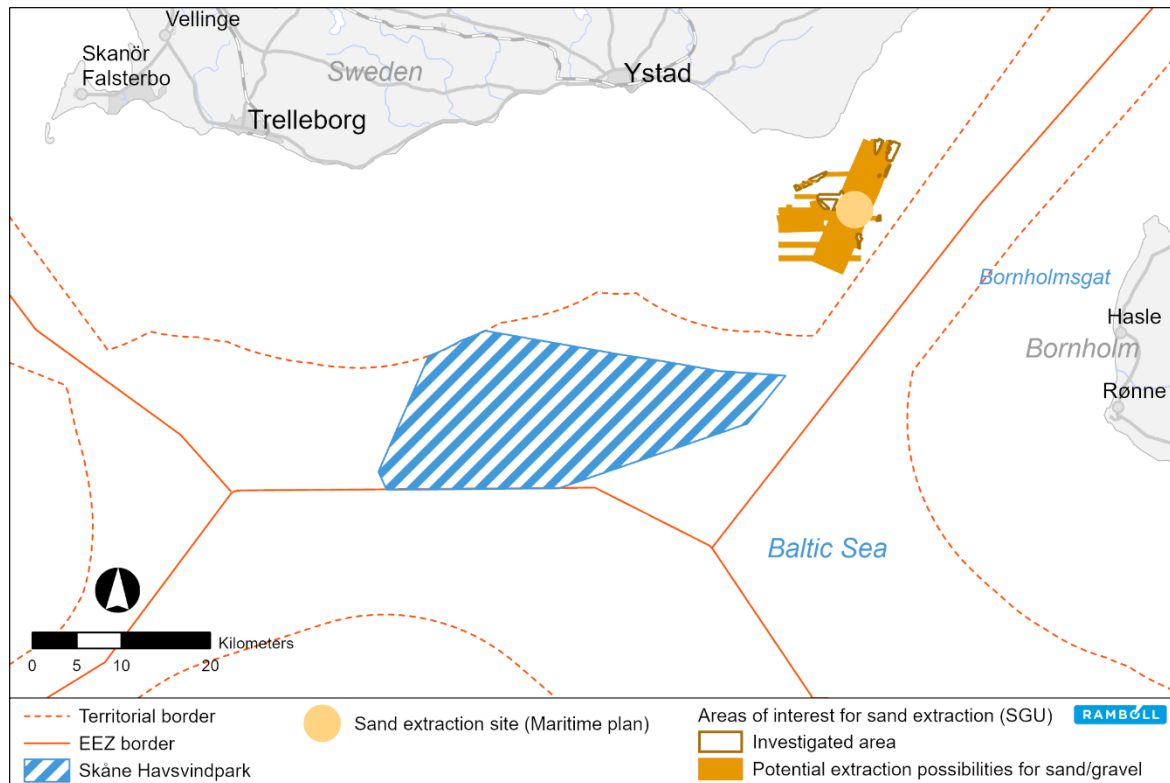 Vellinge
Skanör
Falsterbo
Sweden
Ystad
Trelleborg
Bornholmsgat
Hasle
Bornholm
Rønne
Baltic Sea
Kilometers
0 5 10 20
Territorial border
EEZ border
Skåne Havsvindpark
Sand extraction site (Maritime plan)
Areas of interest for sand extraction (SGU)
RAMBOLL
Investigated area
Potential extraction possibilities for sand/gravel